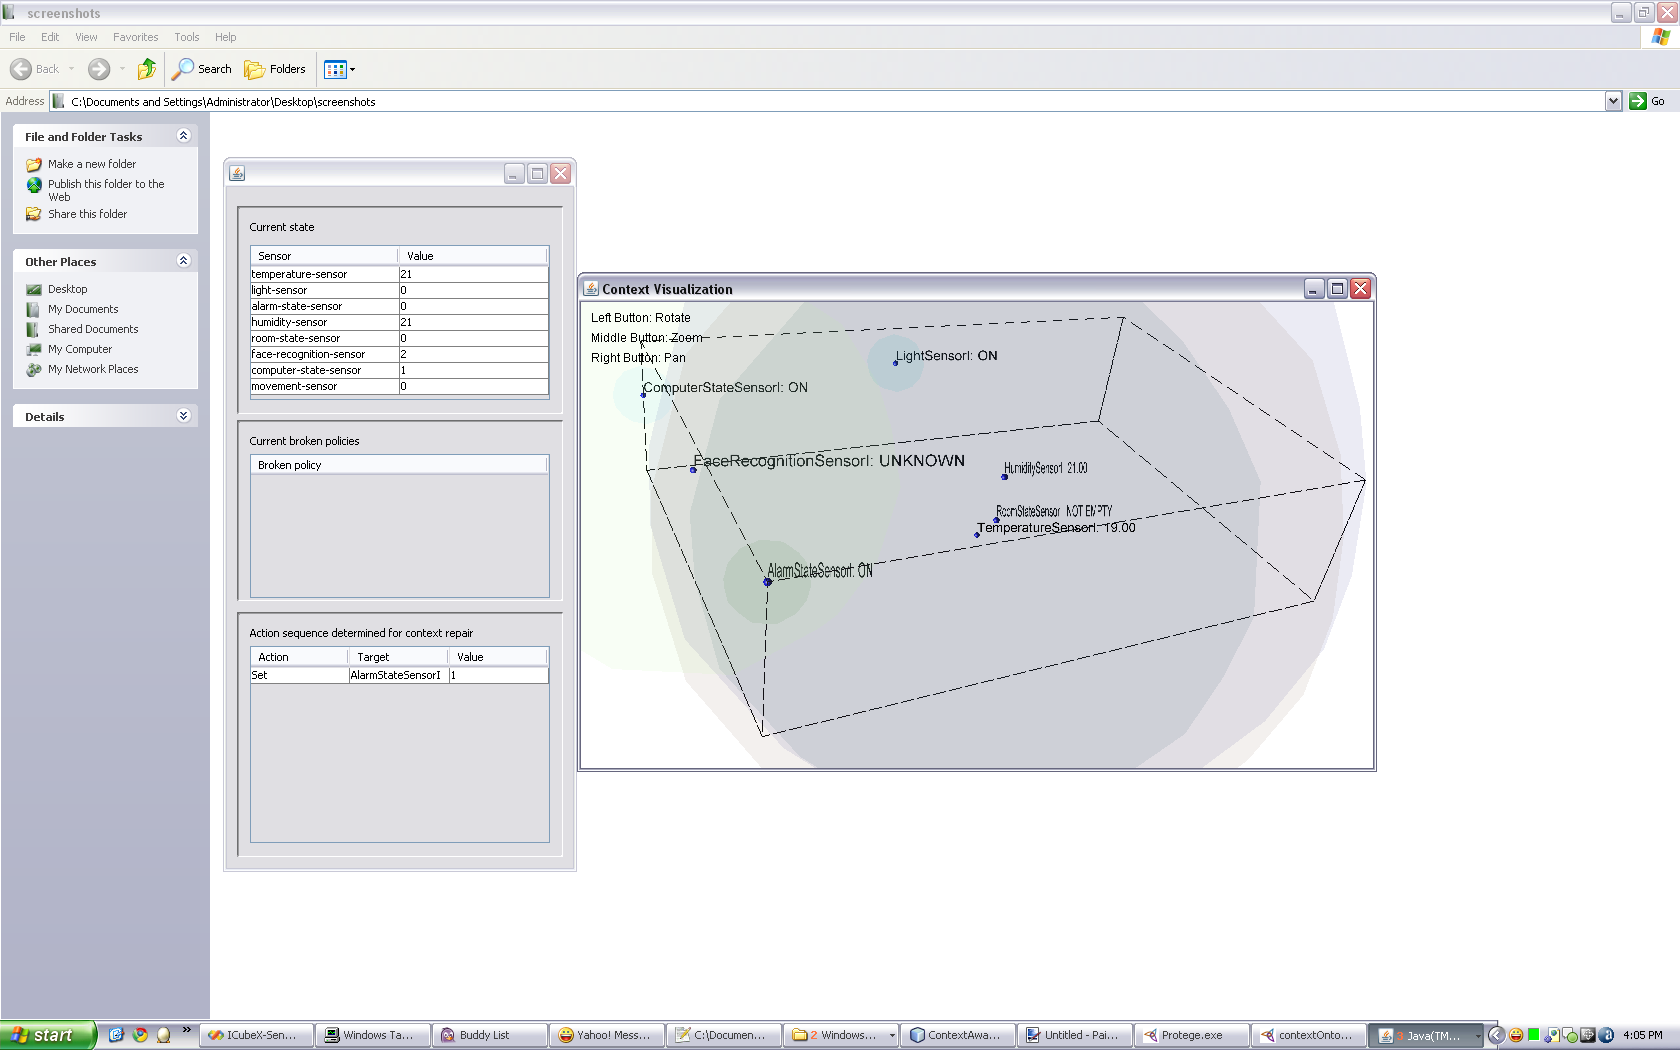 screenshots
File Edit View Favorites Tools Help
Back Search Folders
Address C:\Documents and Settings\Administrator\Desktop\screenshots Go
File and Folder Tasks
Make a new folder
Publish this folder to the
Web
Share this folder
Other Places
Desktop
My Documents
Shared Documents
My Computer
My Network Places
Details
Current state
Sensor Value
temperature-sensor 21
light-sensor 0
alarm-state-sensor 0
humidity-sensor 21
room-state-sensor 0
face-recognition-sensor 2
computer-state-sensor 1
movement-sensor 0
Current broken policies
Broken policy
Action sequence determined for context repair
Action Target Value
Set AlarmStateSensorI 1
Context Visualization
Left Button: Rotate
Middle Button: Zoom
Right Button: Pan
LightSensorI: ON
ComputerStateSensorI: ON
FaceRecognitionSensorI: UNKNOWN
HumiditySensorI 21.00
RoomStateSensor NOT EMPTY
TemperatureSensorI: 19.00
AlarmStateSensorI: ON
start ICubeX-Sen... Windows Ta... Buddy List Yahoo! Mess... C:\Documen... 2 Windows... ContextAwa... Untitled - Pai... Protege.exe contextOnto... 3 Java(TM... 4:05 PM